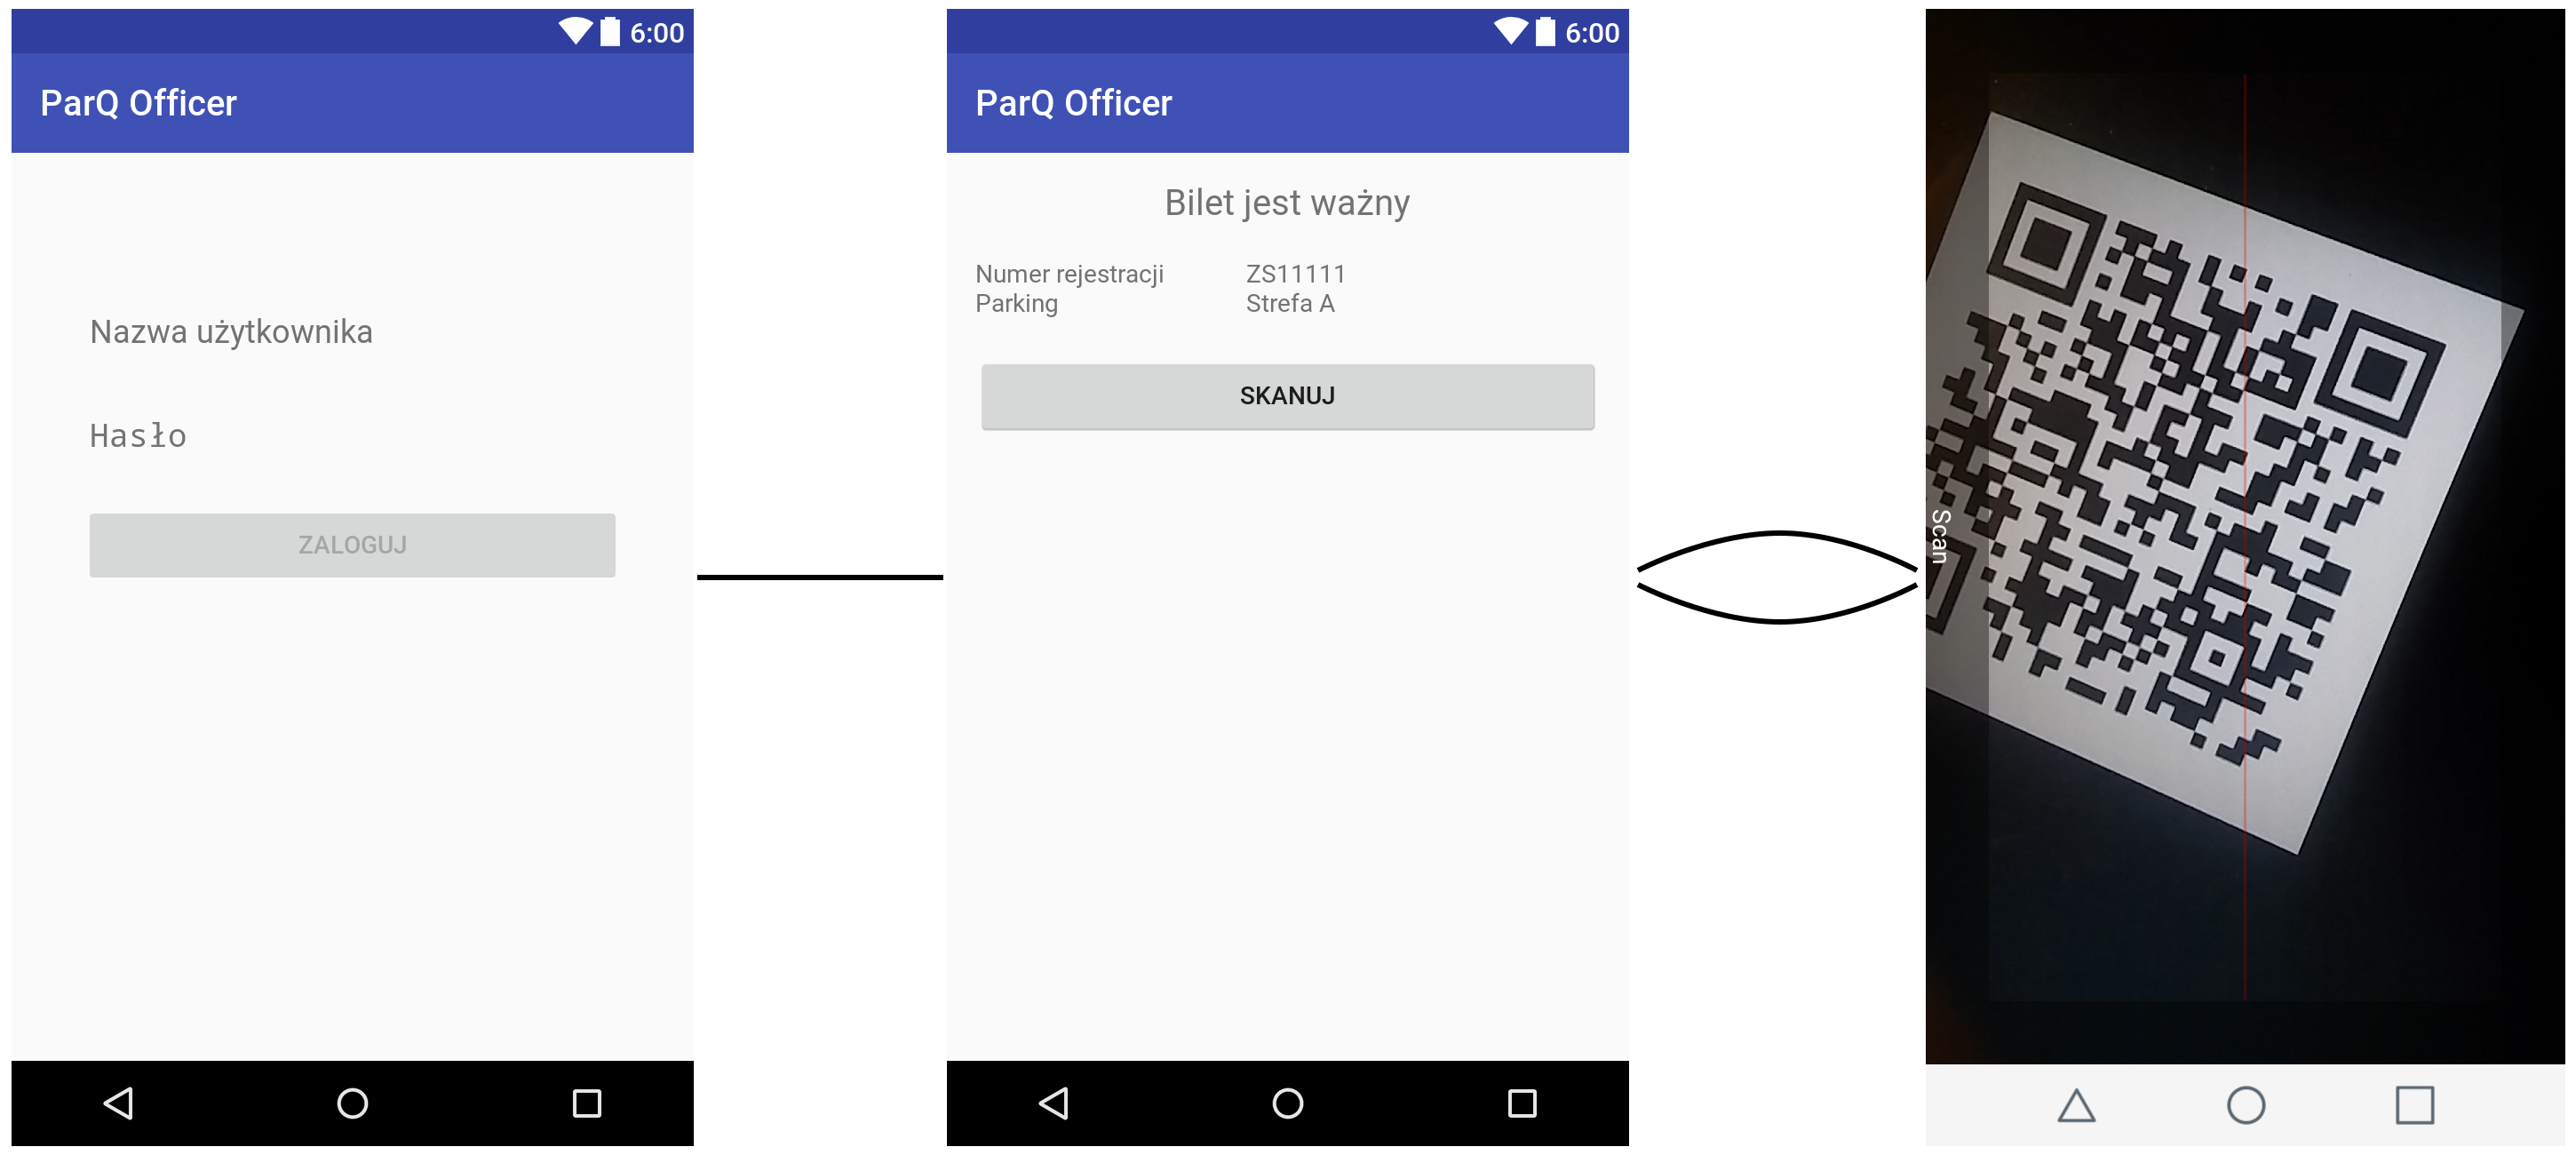 6:00
ParQ Officer
Nazwa użytkownika
Hasło
ZALOGUJ
6:00
ParQ Officer
Bilet jest ważny
Numer rejestracji ZS11111
Parking Strefa A
SKANUJ
Scan